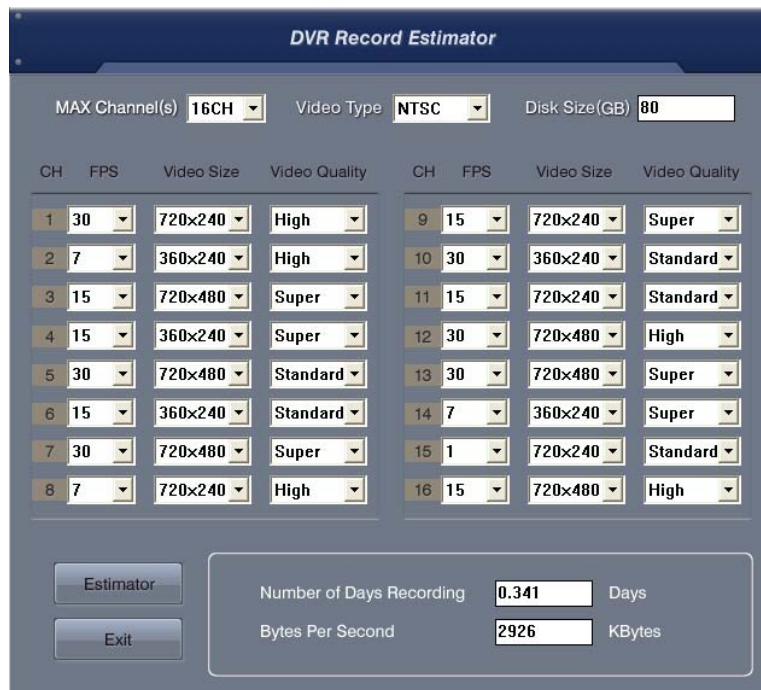 DVR Record Estimator
MAX Channel(s) 16CH Video Type NTSC Disk Size(GB) 80
CH FPS Video Size Video Quality CH FPS Video Size Video Quality
1 30 720x240 High 9 15 720x240 Super
2 7 360x240 High 10 30 360x240 Standard
3 15 720x480 Super 11 15 720x240 Standard
4 15 360x240 Super 12 30 720x480 High
5 30 720x480 Standard 13 30 720x480 Super
6 15 360x240 Standard 14 7 360x240 Super
7 30 720x480 Super 15 1 720x240 Standard
8 7 720x240 High 16 15 720x480 High
Estimator
Number of Days Recording 0.341 Days
Exit
Bytes Per Second 2926 KBytes